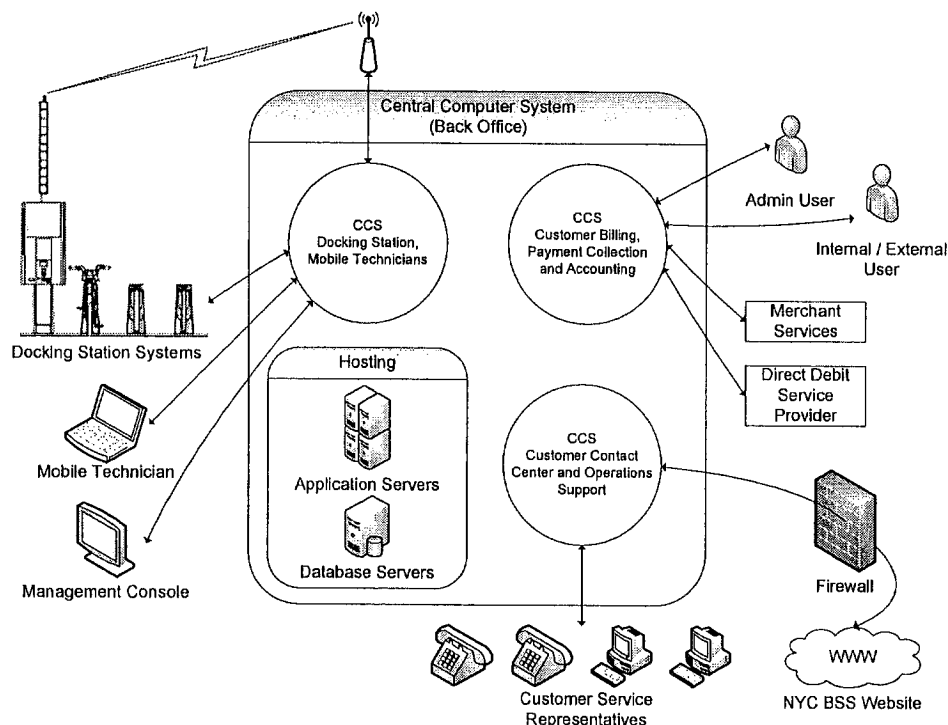 Central Computer System
(Back Office)
CCS
Docking Station,
Mobile Technicians
CCS
Customer Billing,
Payment Collection
and Accounting
Admin User
Internal / External
User
Merchant
Services
Direct Debit
Service
Provider
Docking Station Systems
Mobile Technician
Management Console
Hosting
Application Servers
Database Servers
CCS
Customer Contact
Center and Operations
Support
Firewall
WWW
NYC BSS Website
Customer Service
Representatives